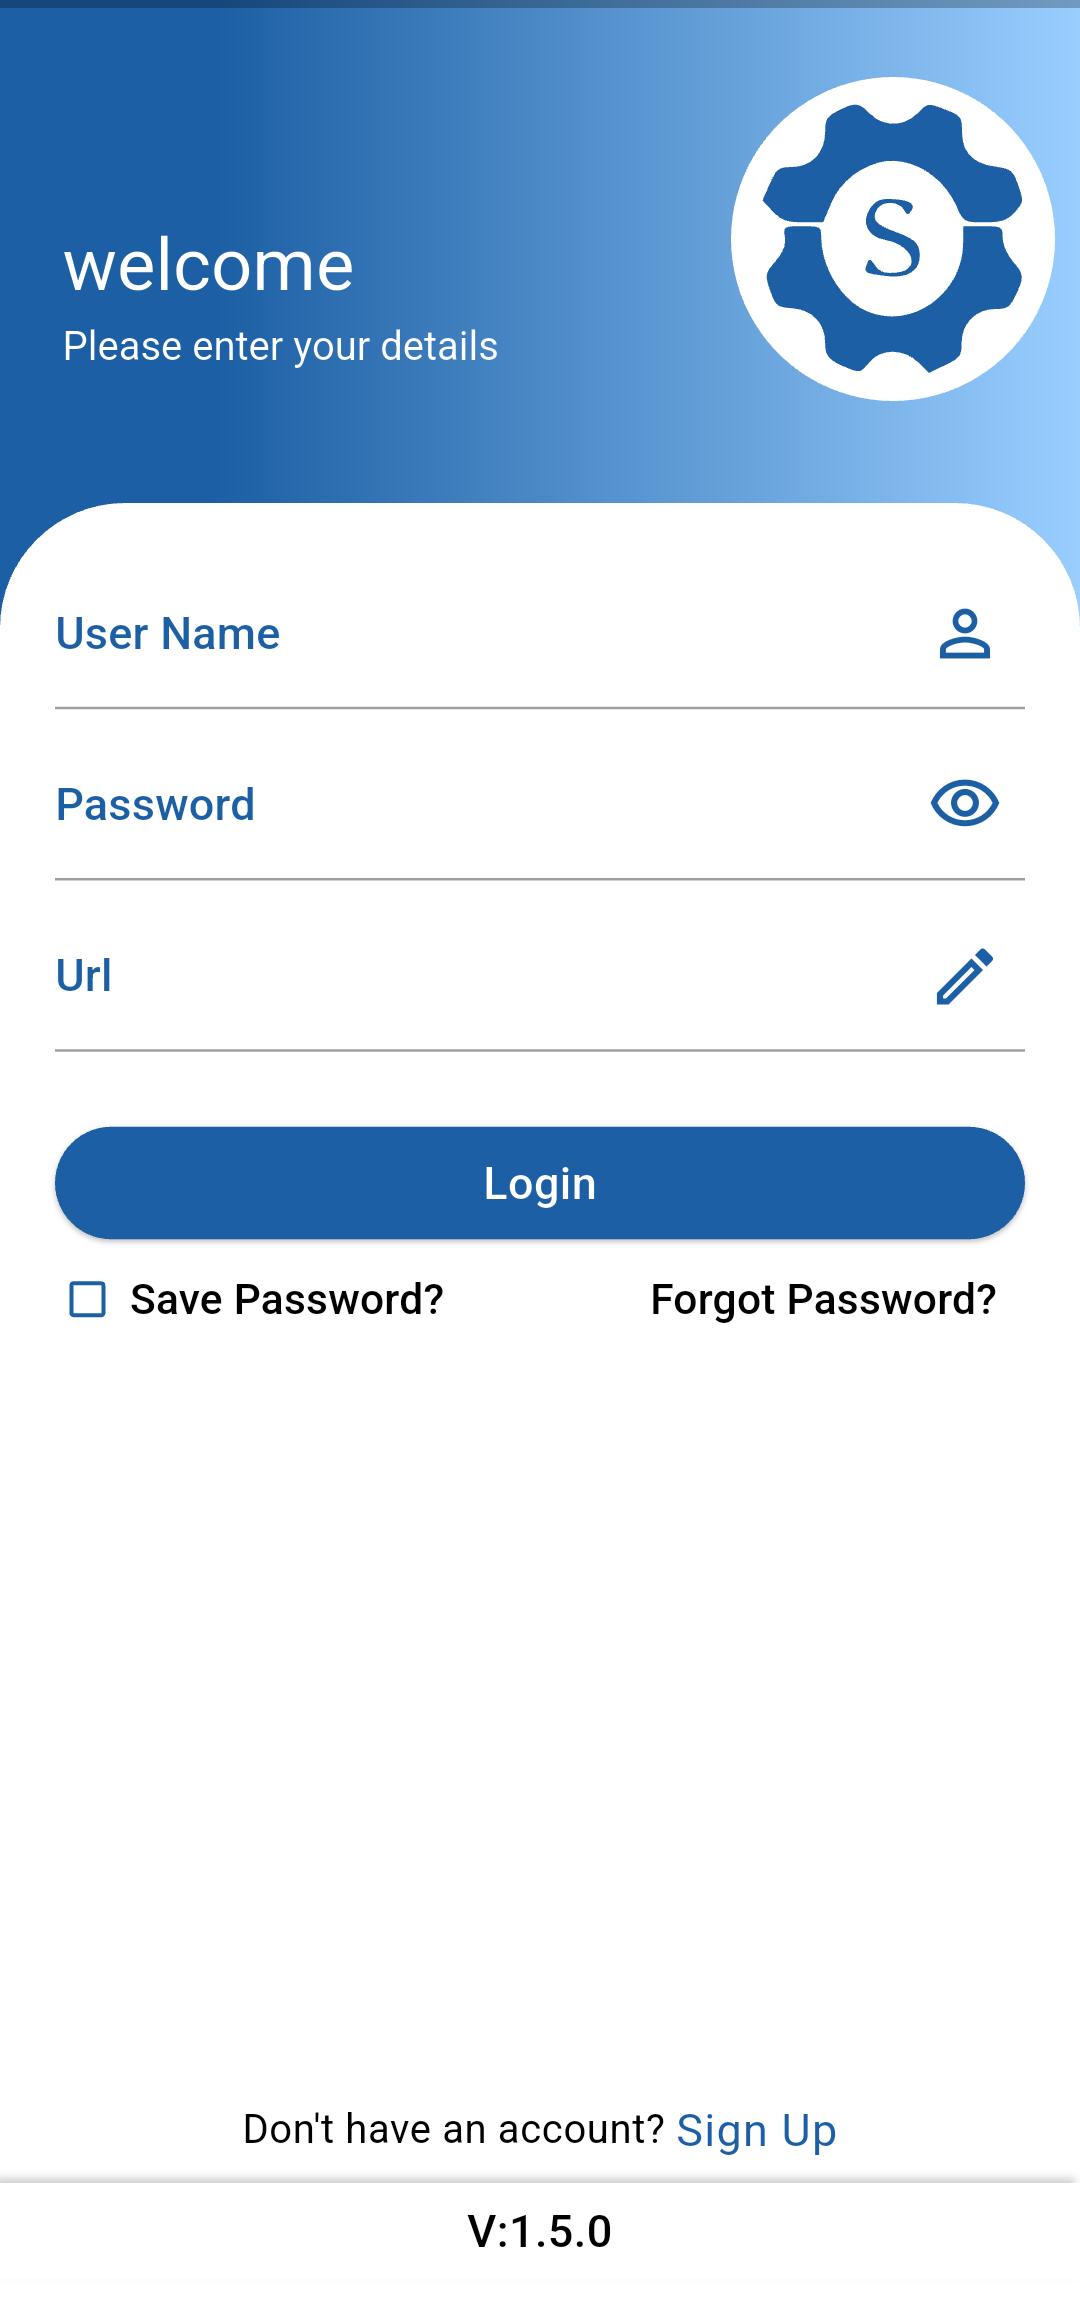 S
welcome
Please enter your details
User Name
Password
Url
Login
Save Password? Forgot Password?
Don't have an account? Sign Up
V:1.5.0